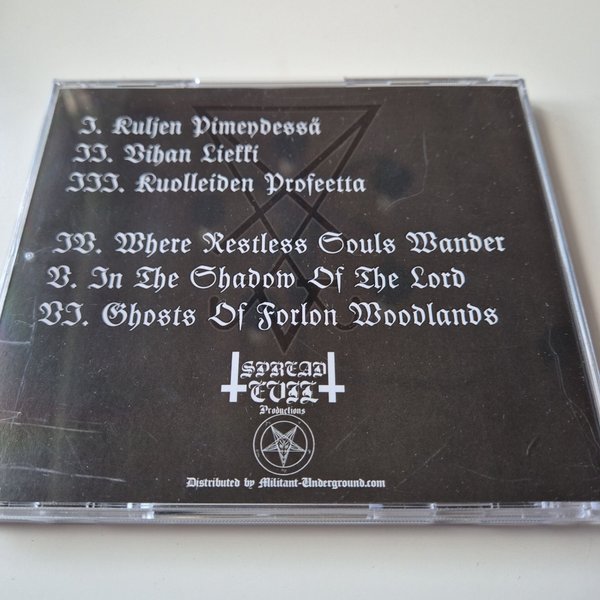 I. Kuljen Pimeydessä
II. Vihan Liekki
III. Kuolleiden Profeetta
IV. Where Restless Souls Wander
V. In The Shadow Of The Lord
VI. Ghosts Of Forlon Woodlands
SPREAD
EVIL
Productions
Distributed by Militant-Underground.com